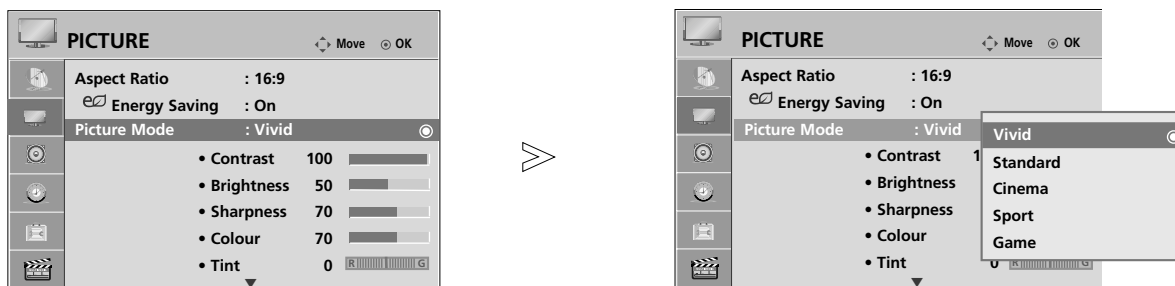 PICTURE
Move OK
Aspect Ratio : 16:9
Energy Saving : On
Picture Mode : Vivid
• Contrast 100
• Brightness 50
• Sharpness 70
• Colour 70
• Tint 0 R G
PICTURE
Move OK
Aspect Ratio : 16:9
Energy Saving : On
Picture Mode : Vivid
• Contrast 1
• Brightness
• Sharpness
• Colour
• Tint 0 R G
Vivid
Standard
Cinema
Sport
Game